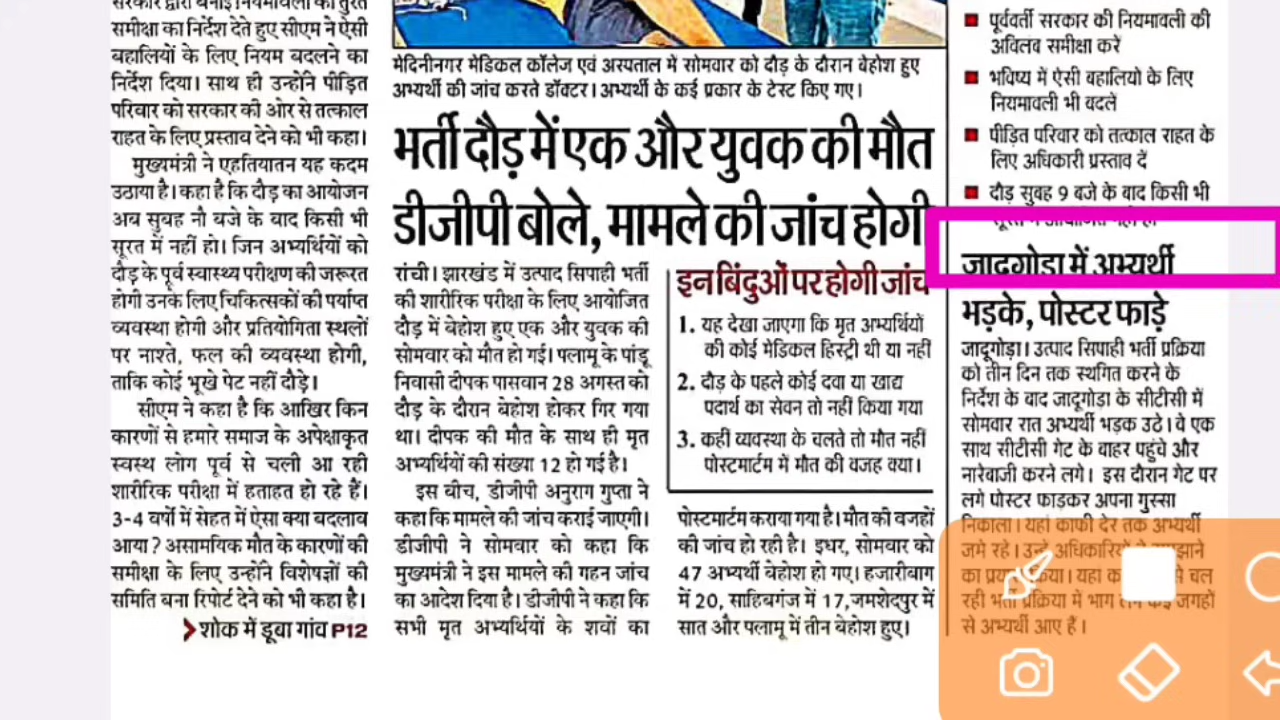 सरकार द्वारा बनाई नियमावली की तुरंत
समीक्षा का निर्देश देते हुए सीएम ने ऐसी
बहालियों के लिए नियम बदलने का
निर्देश दिया। साथ ही उन्होंने पीड़ित
परिवार को सरकार की ओर से तत्काल
राहत के लिए प्रस्ताव देने को भी कहा।
मुख्यमंत्री ने एहतियातन यह कदम
उठाया है। कहा है कि दौड़ का आयोजन
अब सुबह नौ बजे के बाद किसी भी
सूरत में नहीं हो। जिन अभ्यर्थियों को
दौड़ के पूर्व स्वास्थ्य परीक्षण की जरूरत
होगी उनके लिए चिकित्सकों की पर्याप्त
व्यवस्था होगी और प्रतियोगिता स्थलों
पर नाश्ते, फल की व्यवस्था होगी,
ताकि कोई भूखे पेट नहीं दौड़े।
सीएम ने कहा है कि आखिर किन
कारणों से हमारे समाज के अपेक्षाकृत
स्वस्थ लोग पूर्व से चली आ रही
शारीरिक परीक्षा में हताहत हो रहे हैं।
3-4 वर्षों में सेहत में ऐसा क्या बदलाव
आया? असामयिक मौत के कारणों की
समीक्षा के लिए उन्होंने विशेषज्ञों की
समिति बना रिपोर्ट देने को भी कहा है।
शोक में डूबा गांव P12
मेदिनीनगर मेडिकल कॉलेज एवं अस्पताल में सोमवार को दौड़ के दौरान बेहोश हुए
अभ्यर्थी की जांच करते डॉक्टर। अभ्यर्थी के कई प्रकार के टेस्ट किए गए।
भर्ती दौड़ में एक और युवक की मौत
डीजीपी बोले, मामले की जांच होगी
रांची। झारखंड में उत्पाद सिपाही भर्ती
की शारीरिक परीक्षा के लिए आयोजित
दौड़ में बेहोश हुए एक और युवक की
सोमवार को मौत हो गई। पलामू के पांडू
निवासी दीपक पासवान 28 अगस्त को
दौड़ के दौरान बेहोश होकर गिर गया
था। दीपक की मौत के साथ ही मृत
अभ्यर्थियों की संख्या 12 हो गई है।
इस बीच, डीजीपी अनुराग गुप्ता ने
कहा कि मामले की जांच कराई जाएगी।
डीजीपी ने सोमवार को कहा कि
मुख्यमंत्री ने इस मामले की गहन जांच
का आदेश दिया है। डीजीपी ने कहा कि
सभी मृत अभ्यर्थियों के शवों का
इन बिंदुओं पर होगी जांच
1. यह देखा जाएगा कि मृत अभ्यर्थियों
की कोई मेडिकल हिस्ट्री थी या नहीं
2. दौड़ के पहले कोई दवा या खाद्य
पदार्थ का सेवन तो नहीं किया गया
3. कहीं व्यवस्था के चलते तो मौत नहीं
पोस्टमार्टम में मौत की वजह क्या।
पोस्टमार्टम कराया गया है। मौत की वजहों
की जांच हो रही है। इधर, सोमवार को
47 अभ्यर्थी बेहोश हो गए। हजारीबाग
में 20, साहिबगंज में 17,जमशेदपुर में
सात और पलामू में तीन बेहोश हुए।
पूर्ववर्ती सरकार की नियमावली की
अविलंब समीक्षा करें
भविष्य में ऐसी बहालियो के लिए
नियमावली भी बदलें
पीड़ित परिवार को तत्काल राहत के
लिए अधिकारी प्रस्ताव दें
दौड़ सुबह 9 बजे के बाद किसी भी
जादूगोड़ा में अभ्यर्थी
भड़के, पोस्टर फाड़े
जादूगोड़ा। उत्पाद सिपाही भर्ती प्रक्रिया
को तीन दिन तक स्थगित करने के
निर्देश के बाद जादूगोड़ा के सीटीसी में
सोमवार रात अभ्यर्थी भड़क उठे। वे एक
साथ सीटीसी गेट के बाहर पहुंचे और
नारेबाजी करने लगे। इस दौरान गेट पर
लगे पोस्टर फाड़कर अपना गुस्सा
निकाला। यहां काफी देर तक अभ्यर्थी
जमे रहे। उन्हें अधिकारियों
का
रही भर्ती प्रक्रिया में भाग लेने कई जगहों
से अभ्यर्थी आए हैं।